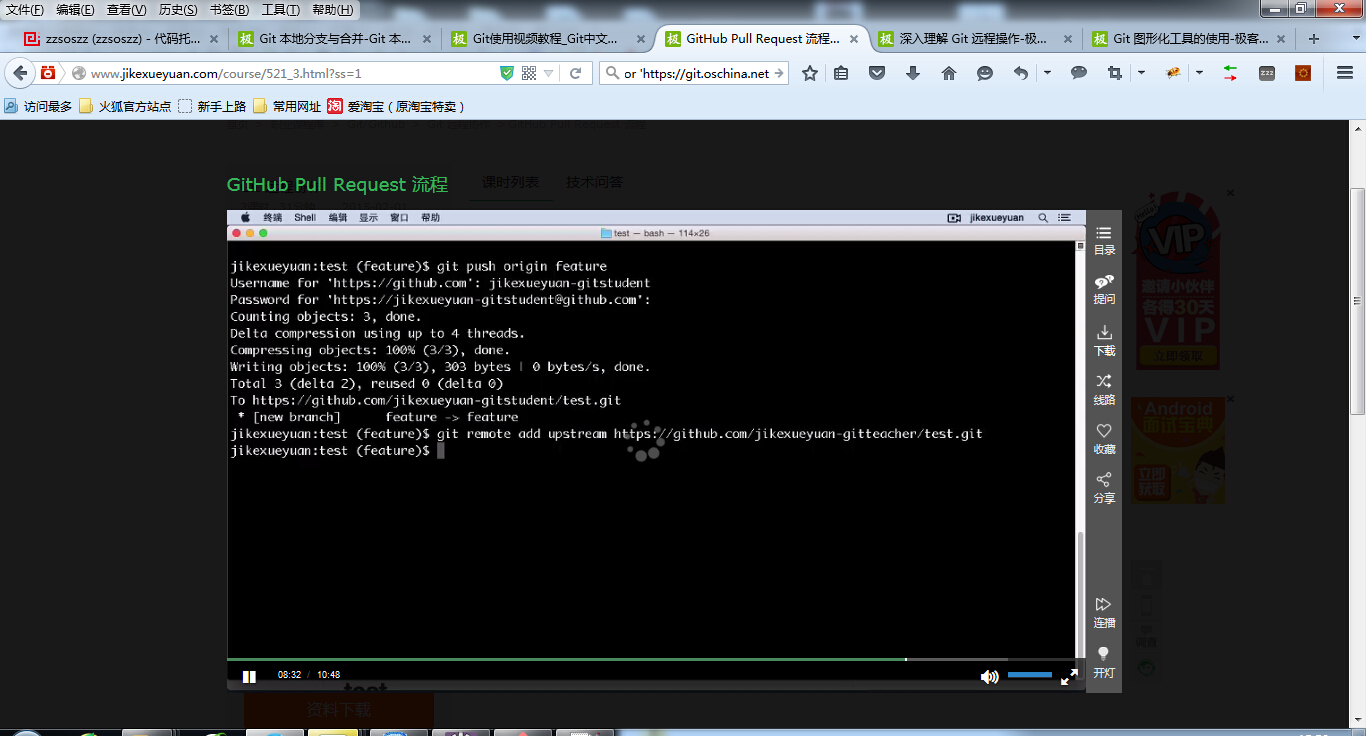 文件(F) 编辑(E) 查看(V) 历史(S) 书签(B) 工具(T) 帮助(H)
zzsoszz (zzsoszz) - 代码托... Git 本地分支与合并-Git 本... Git使用视频教程_Git中文... GitHub Pull Request 流程... 深入理解 Git 远程操作-极... Git 图形化工具的使用-极客...
www.jikexueyuan.com/course/521_3.html?ss=1 or 'https://git.oschina.net
访问最多 火狐官方站点 新手上路 常用网址 淘 爱淘宝（原淘宝特卖）
GitHub Pull Request 流程 课时列表 技术问答
终端 Shell 编辑 显示 窗口 帮助 jikexueyuan
test — bash — 114×26
jikexueyuan:test (feature)$ git push origin feature
Username for 'https://github.com': jikexueyuan-gitstudent
Password for 'https://jikexueyuan-gitstudent@github.com':
Counting objects: 3, done.
Delta compression using up to 4 threads.
Compressing objects: 100% (3/3), done.
Writing objects: 100% (3/3), 303 bytes | 0 bytes/s, done.
Total 3 (delta 2), reused 0 (delta 0)
To https://github.com/jikexueyuan-gitstudent/test.git
* [new branch] feature -> feature
jikexueyuan:test (feature)$ git remote add upstream https://github.com/jikexueyuan-gitteacher/test.git
jikexueyuan:test (feature)$
目录
提问
下载
线路
收藏
分享
连播
开灯
VIP
邀请小伙伴
各得30天
VIP
立即领取
Android
面试宝典
立即
获取
08:32 / 10:48
资料下载